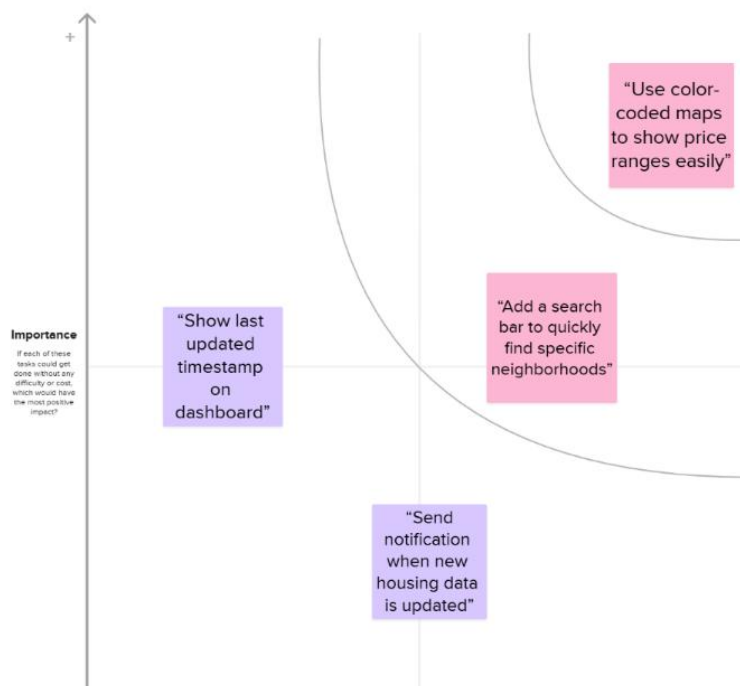 +
“Use color-
coded maps
to show price
ranges easily”
“Add a search
bar to quickly
find specific
neighborhoods”
“Show last
updated
timestamp
on
dashboard”
Importance
If each of these
tasks could get
done without any
difficulty or cost,
which would have
the most positive
impact?
“Send
notification
when new
housing data
is updated”